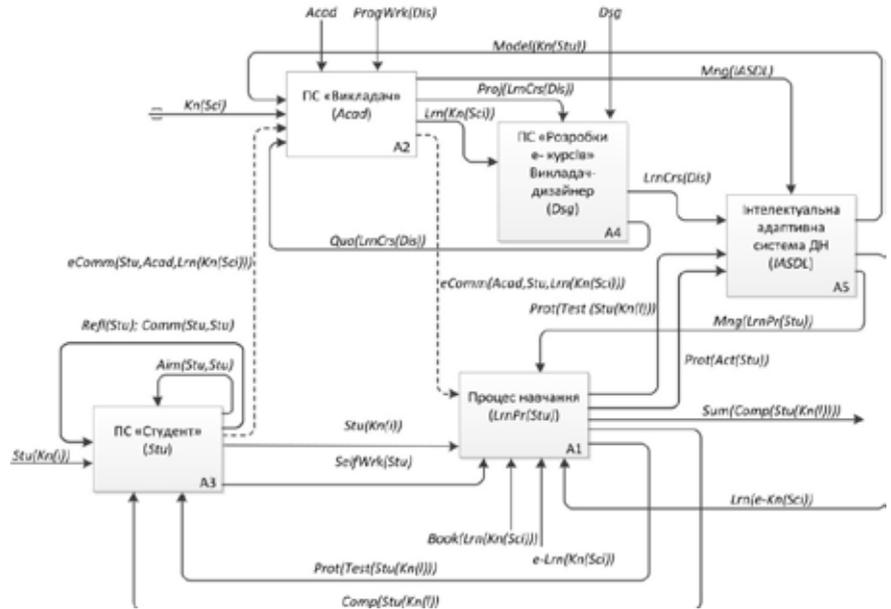 Acad
ProgWrk(Dis)
Dsg
Model(Kn(Stu)
Mng(IASDL)
ПС «Викладач»
(Acad)
A2
Proj(LrnCrs(Dis)
Kn(Sci)
Lrn(Kn(Sci))
ПС «Розробки
е- курсів»
Викладач-
дизайнер
(Dsg)
A4
LrnCrs(Dis)
Інтелектуальна
адаптивна
система ДН
(IASDL)
A5
Qua(LrnCrs(Dis))
eComm(Stu,Acad,Lrn(Kn(Sci)))
eComm(Acad,Stu,Lrn(Kn(Sci)))
Prot(Test (Stu(Kn(i)))
Mng(LrnPr(Stu))
Refl(Stu); Comm(Stu,Stu)
Aim(Stu,Stu)
Prot(Act(Stu))
Процес навчання
(LrnPr(Stu)
A1
ПС «Студент»
(Stu)
A3
Stu(Kn(i))
Sum(Comp(Stu(Kn(i))))
Stu(Kn(i))
SelfWrk(Stu)
Lrn(e-Kn(Sci))
Book(Lrn(Kn(Sci)))
e-Lrn(Kn(Sci))
Prot(Test(Stu(Kn(i))))
Comp(Stu(Kn(i))